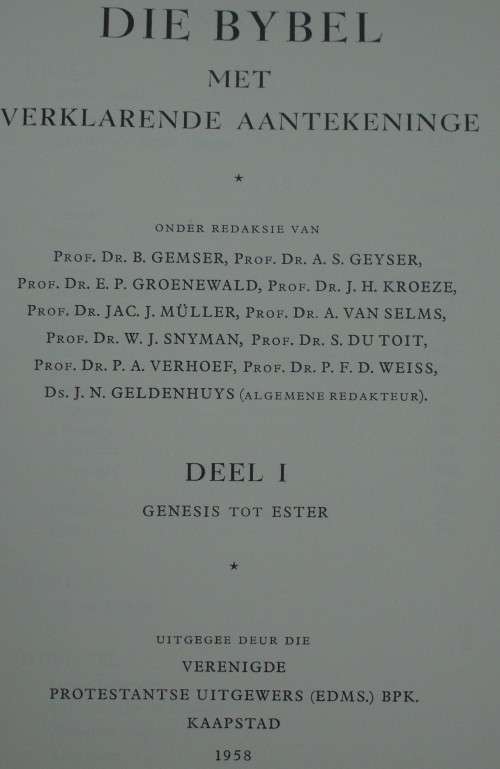 DIE BYBEL
MET
VERKLARENDE AANTEKENINGE
*
ONDER REDAKSIE VAN
PROF. DR. B. GEMSER, PROF. DR. A. S. GEYSER,
PROF. DR. E. P. GROENEWALD, PROF. DR. J. H. KROEZE,
PROF. DR. JAC. J. MÜLLER, PROF. DR. A. VAN SELMS,
PROF. DR. W. J. SNYMAN, PROF. DR. S. DU TOIT,
PROF. DR. P. A. VERHOEF, PROF. DR. P. F. D. WEISS,
DS. J. N. GELDENHUYS (ALGEMENE REDAKTEUR).
DEEL I
GENESIS TOT ESTER
*
UITGEGEE DEUR DIE
VERENIGDE
PROTESTANTSE UITGEWERS (EDMS.) BPK.
KAAPSTAD
1958